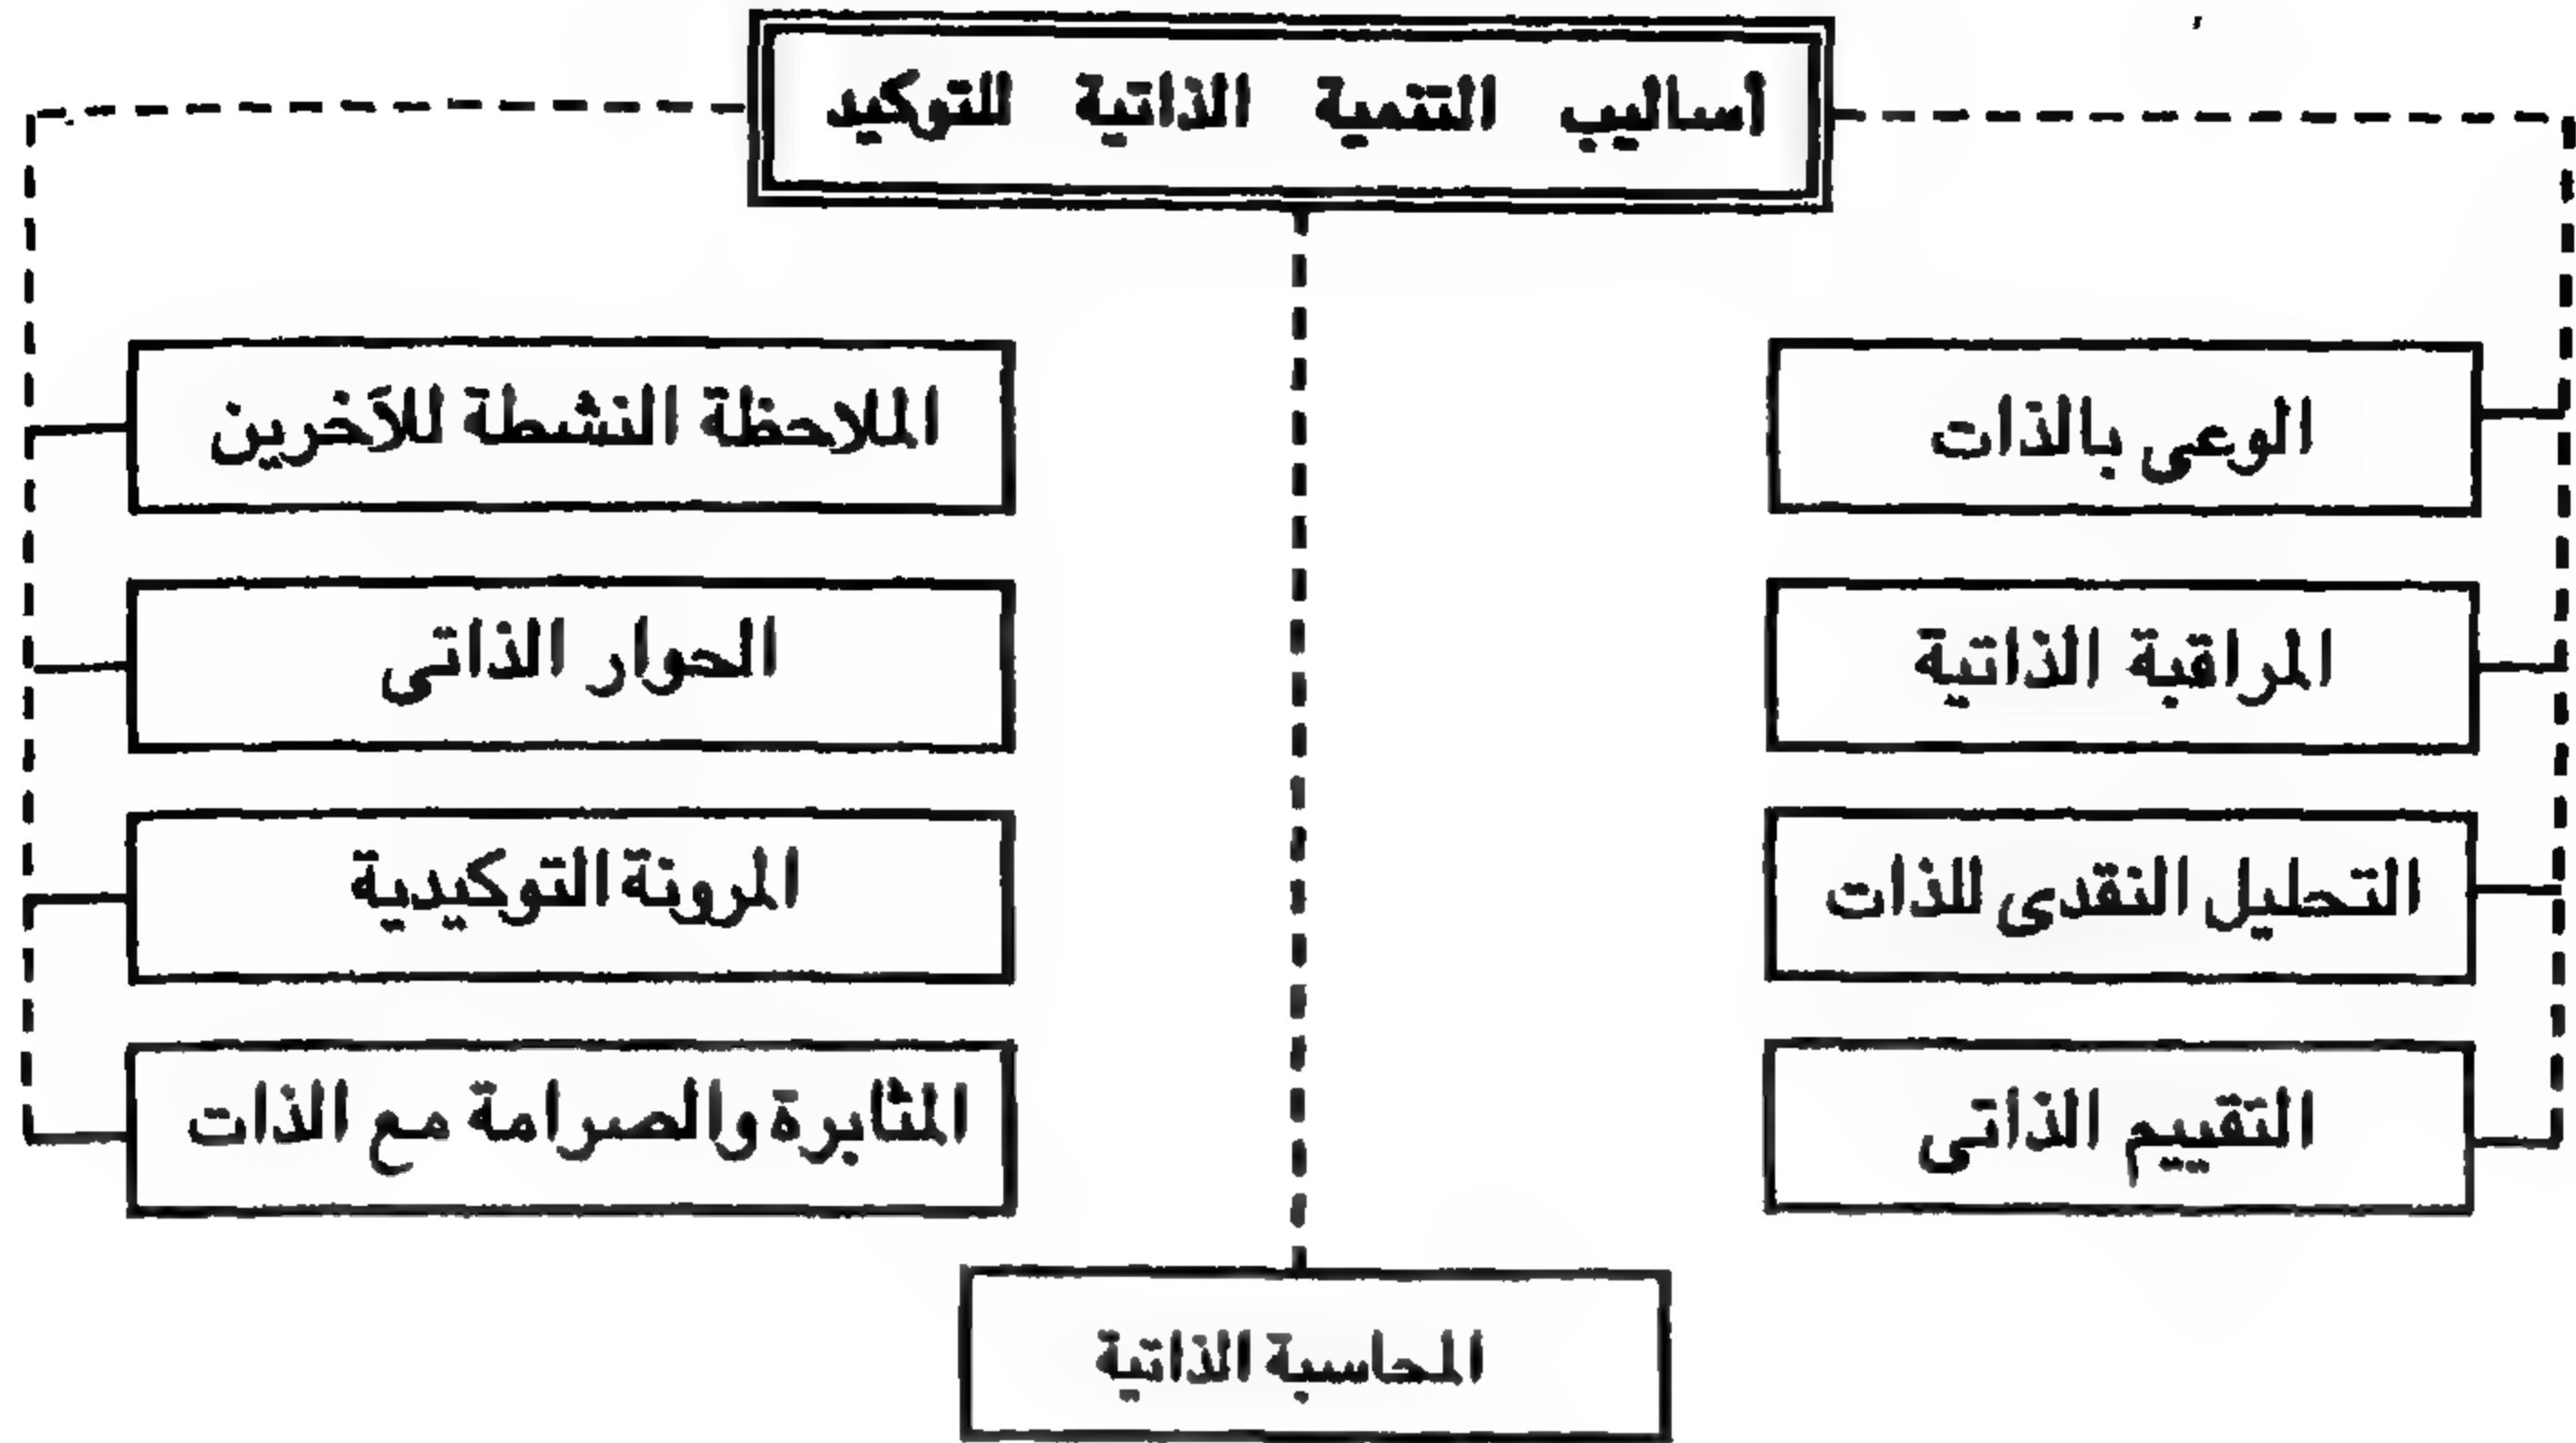 أساليب التنمية الذاتية للتوكيد
الوعى بالذات
المراقبة الذاتية
التحليل النقدى للذات
التقييم الذاتى
الملاحظة النشطة للآخرين
الحوار الذاتى
المرونة التوكيدية
المثابرة والصرامة مع الذات
المحاسبة الذاتية